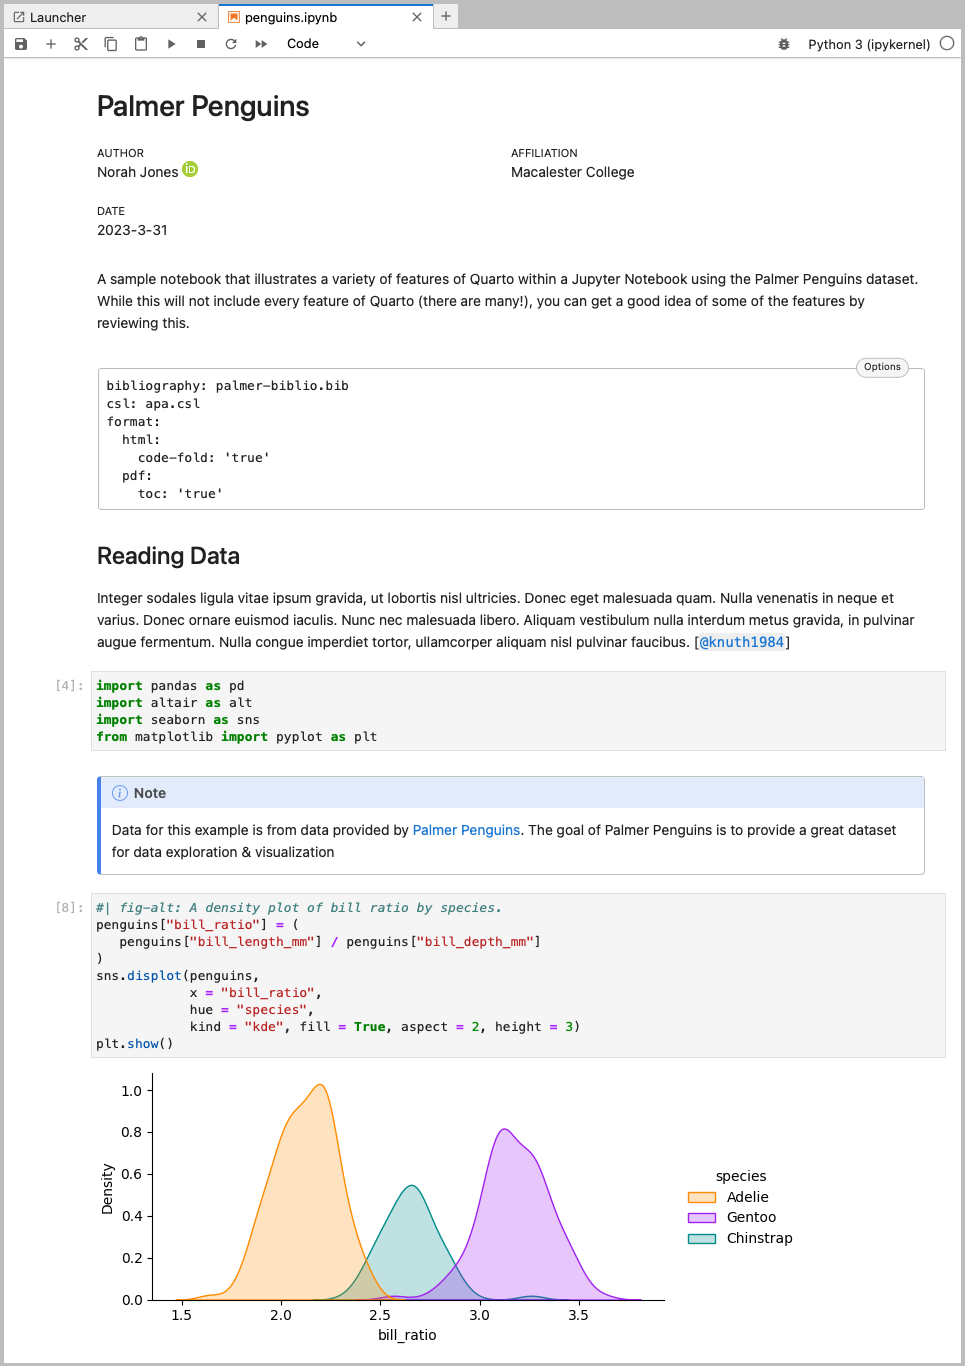 Launcher
penguins.ipynb
Code
Python 3 (ipykernel)
Palmer Penguins
AUTHOR
Norah Jones iD
AFFILIATION
Macalester College
DATE
2023-3-31
A sample notebook that illustrates a variety of features of Quarto within a Jupyter Notebook using the Palmer Penguins dataset.
While this will not include every feature of Quarto (there are many!), you can get a good idea of some of the features by
reviewing this.
Options
bibliography: palmer-biblio.bib
csl: apa.csl
format:
  html:
    code-fold: 'true'
  pdf:
    toc: 'true'
Reading Data
Integer sodales ligula vitae ipsum gravida, ut lobortis nisl ultricies. Donec eget malesuada quam. Nulla venenatis in neque et
varius. Donec ornare euismod iaculis. Nunc nec malesuada libero. Aliquam vestibulum nulla interdum metus gravida, in pulvinar
augue fermentum. Nulla congue imperdiet tortor, ullamcorper aliquam nisl pulvinar faucibus. [@knuth1984]
[4]:
import pandas as pd
import altair as alt
import seaborn as sns
from matplotlib import pyplot as plt
Note
Data for this example is from data provided by Palmer Penguins. The goal of Palmer Penguins is to provide a great dataset
for data exploration & visualization
[8]:
#| fig-alt: A density plot of bill ratio by species.
penguins["bill_ratio"] = (
   penguins["bill_length_mm"] / penguins["bill_depth_mm"]
)
sns.displot(penguins,
            x = "bill_ratio",
            hue = "species",
            kind = "kde", fill = True, aspect = 2, height = 3)
plt.show()
1.0
0.8
0.6
0.4
0.2
0.0
Density
1.5 2.0 2.5 3.0 3.5
bill_ratio
species
Adelie
Gentoo
Chinstrap